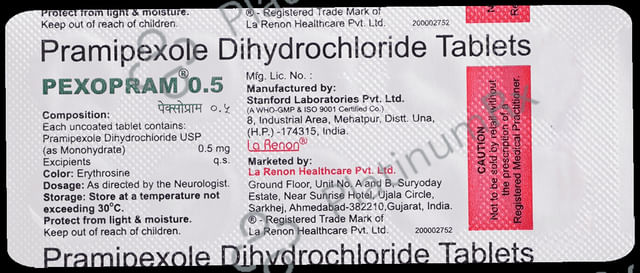 Protect from light & moisture.
Keep out of reach of children.
® - Registered Trade Mark of
La Renon Healthcare Pvt. Ltd. 200002752
Pramipexole Dihydrochloride Tablets
PEXOPRAM® 0.5
पेक्सोप्राम ०.५
Composition:
Each uncoated tablet contains:
Pramipexole Dihydrochloride USP
(as Monohydrate) 0.5 mg
Excipients q.s.
Color: Erythrosine
Dosage: As directed by the Neurologist.
Storage: Store at a temperature not
exceeding 30°C.
Protect from light & moisture.
Keep out of reach of children.
Mfg. Lic. No. :
Manufactured by:
Stanford Laboratories Pvt. Ltd.
(A WHO-GMP & ISO 9001 Certified Co.)
8, Industrial Area, Mehatpur, Distt. Una,
(H.P.) -174315, India.
La Renon®
Marketed by:
La Renon Healthcare Pvt. Ltd.
Ground Floor, Unit No. A and B, Suryoday
Estate, Near Sarita Hotel, Ujala Circle,
Sarkhej, Ahmedabad-382210,Gujarat, India.
® - Registered Trade Mark of
La Renon Healthcare Pvt. Ltd. 200002752
CAUTION
Not to be sold by retail without
the prescription of a
Registered Medical Practitioner.
Pramipexole Dihydrochloride Tablets
PlatinumRx